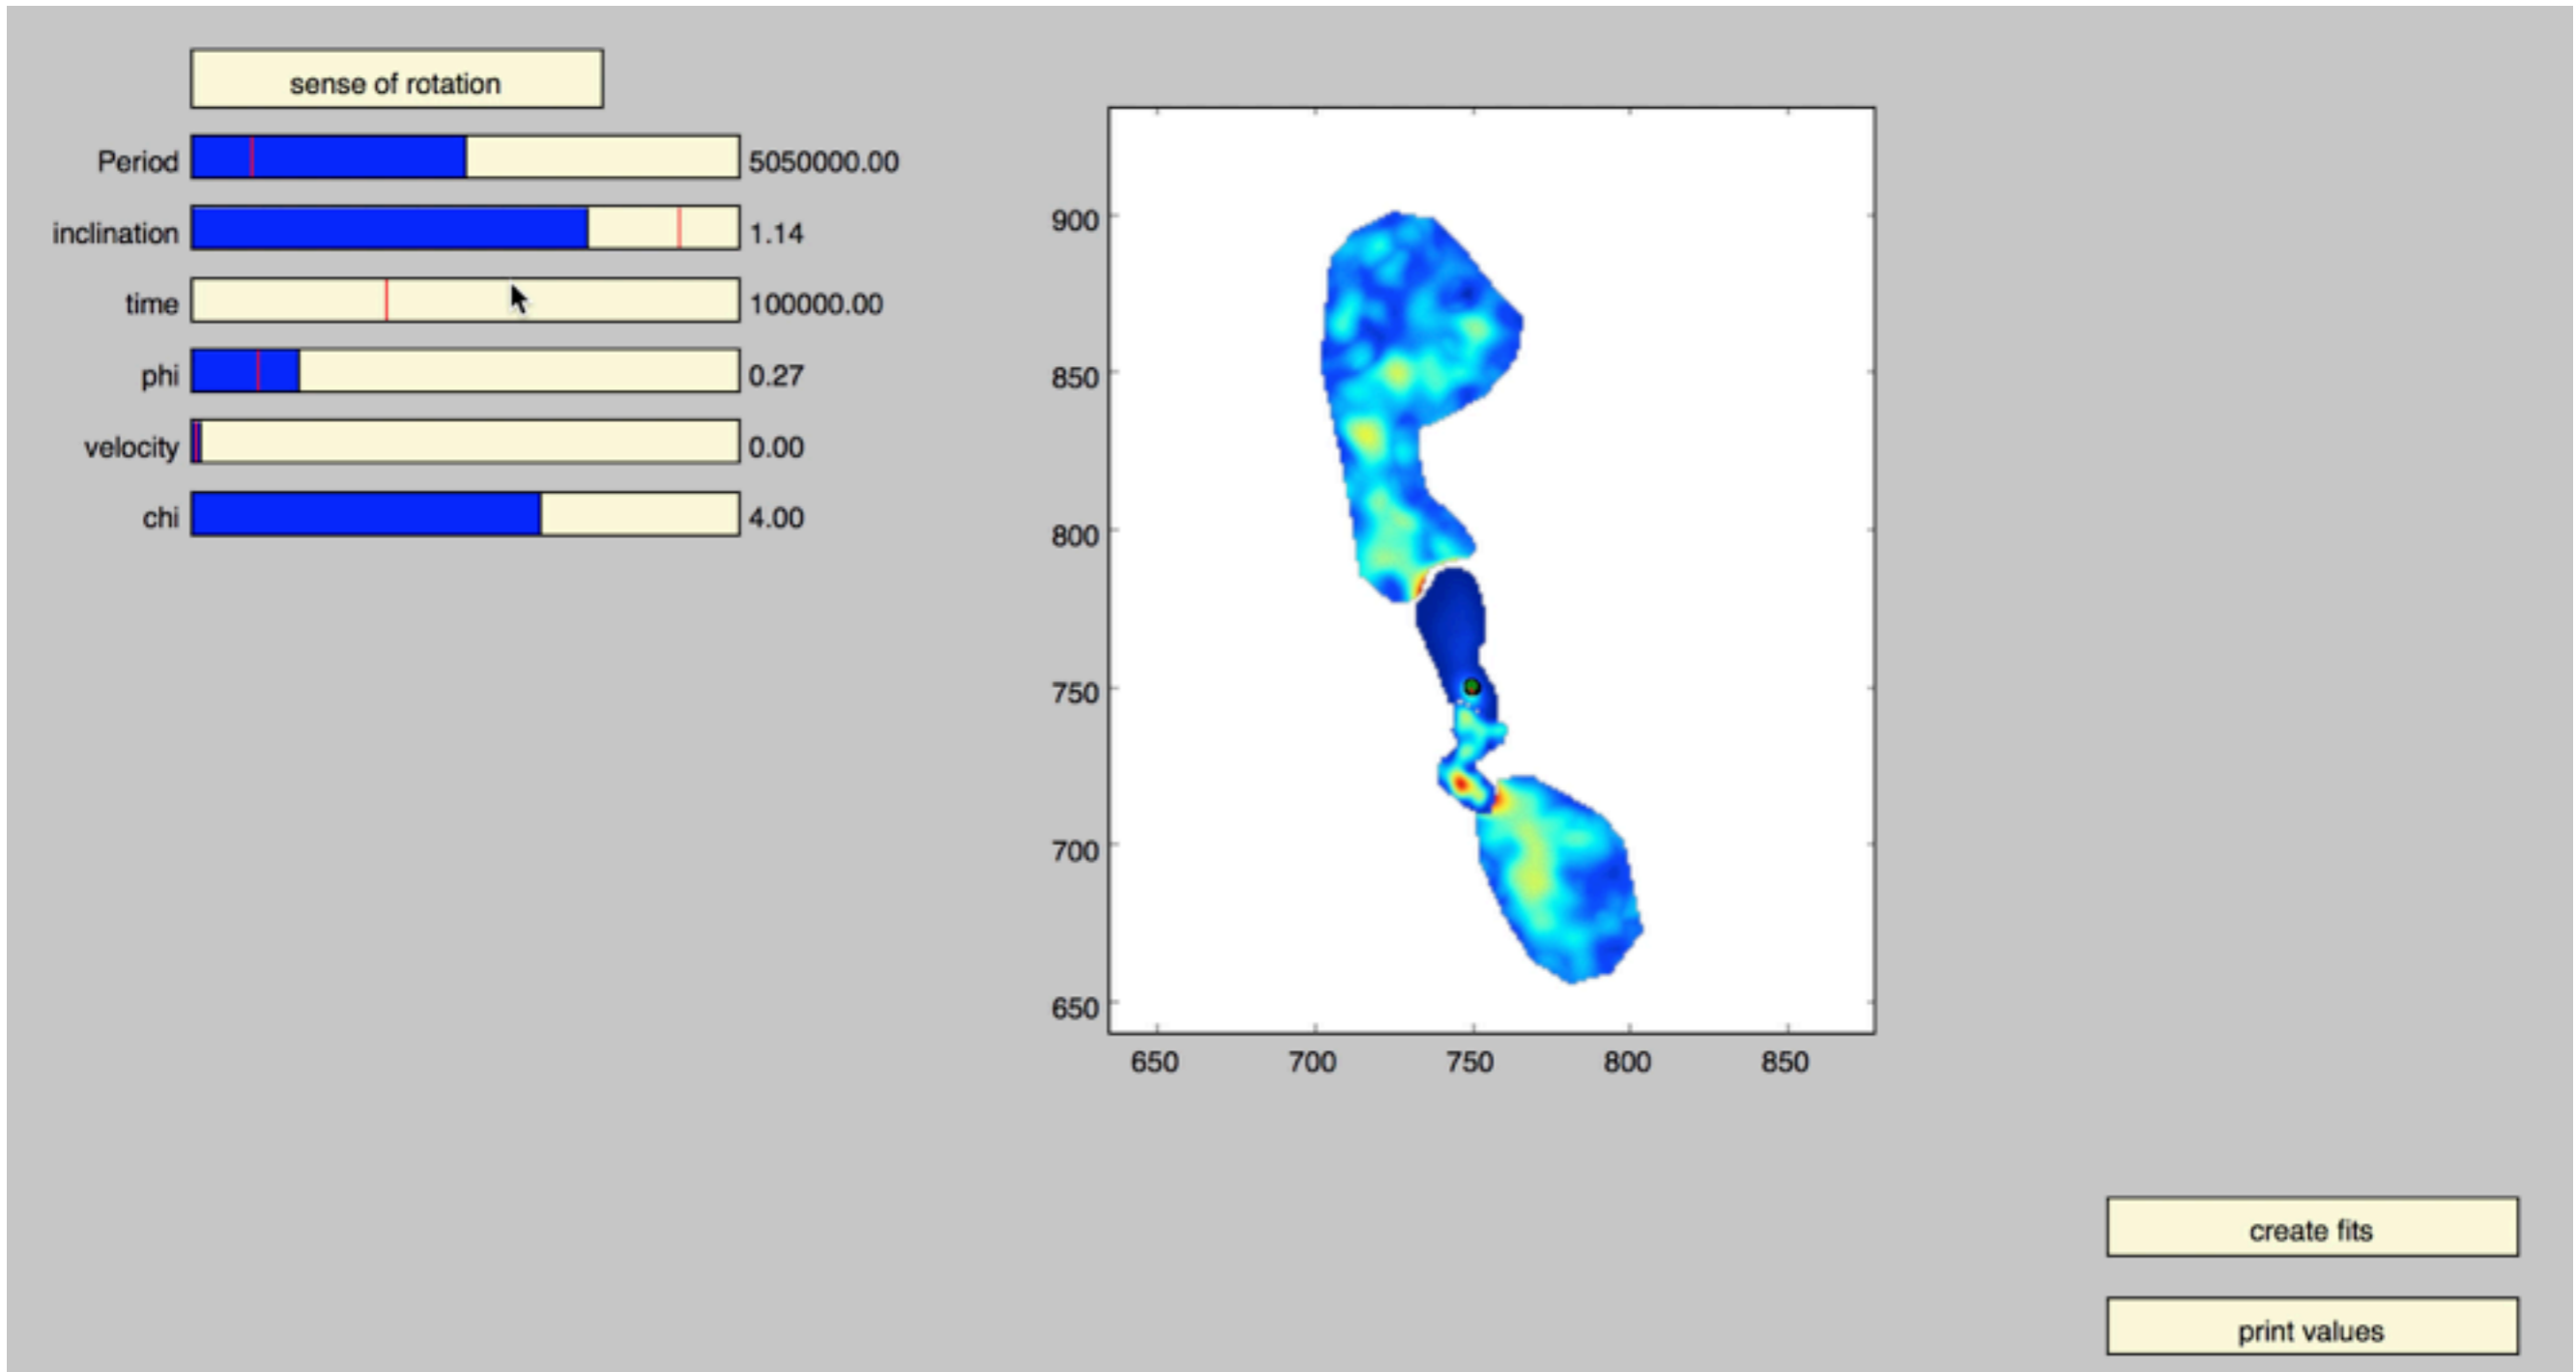 sense of rotation
Period 5050000.00
inclination 1.14
time 100000.00
phi 0.27
velocity 0.00
chi 4.00
900
850
800
750
700
650
650 700 750 800 850
create fits
print values